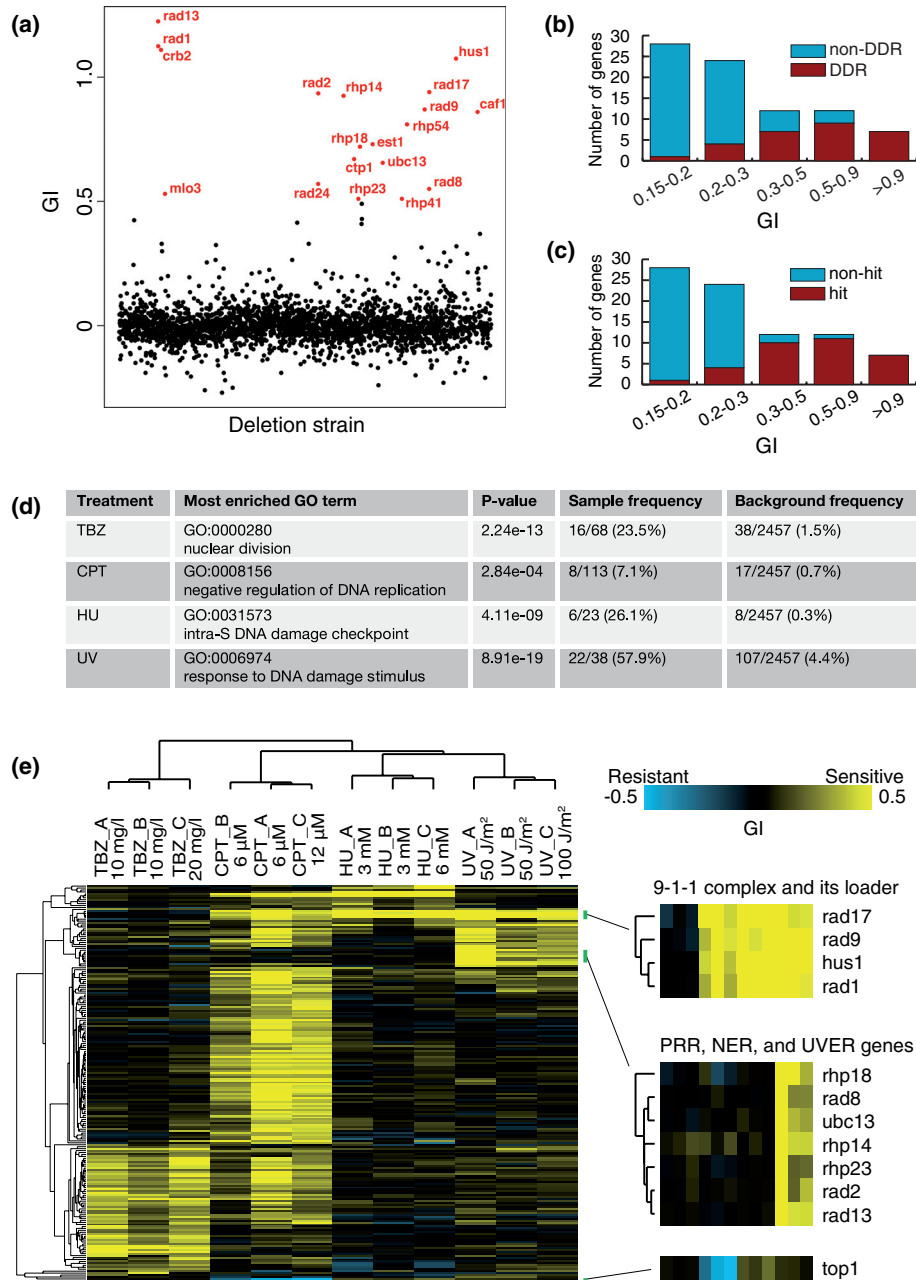 (a)
rad13
rad1
crb2
hus1
rad2
rhp14
rad17
rad9
caf1
rhp54
rhp18
est1
ctp1
ubc13
mlo3
rad24
rhp23
rad8
rhp41
1.0
0.5
0
GI
Deletion strain
(b)
Number of genes
30
25
20
15
10
5
0
non-DDR
DDR
0.15-0.2
0.2-0.3
0.3-0.5
0.5-0.9
>0.9
GI
(c)
Number of genes
30
25
20
15
10
5
0
non-hit
hit
0.15-0.2
0.2-0.3
0.3-0.5
0.5-0.9
>0.9
GI
(d)
Treatment Most enriched GO term P-value Sample frequency Background frequency
TBZ GO:0000280 2.24e-13 16/68 (23.5%) 38/2457 (1.5%)
nuclear division
CPT GO:0008156 2.84e-04 8/113 (7.1%) 17/2457 (0.7%)
negative regulation of DNA replication
HU GO:0031573 4.11e-09 6/23 (26.1%) 8/2457 (0.3%)
intra-S DNA damage checkpoint
UV GO:0006974 8.91e-19 22/38 (57.9%) 107/2457 (4.4%)
response to DNA damage stimulus
(e)
TBZ_A
10 mg/l
TBZ_B
10 mg/l
TBZ_C
20 mg/l
CPT_B
6 µM
CPT_A
6 µM
CPT_C
12 µM
HU_A
3 mM
HU_B
3 mM
HU_C
6 mM
UV_A
50 J/m²
UV_B
50 J/m²
UV_C
100 J/m²
Resistant Sensitive
-0.5 0.5
GI
9-1-1 complex and its loader
rad17
rad9
hus1
rad1
PRR, NER, and UVER genes
rhp18
rad8
ubc13
rhp14
rhp23
rad2
rad13
top1